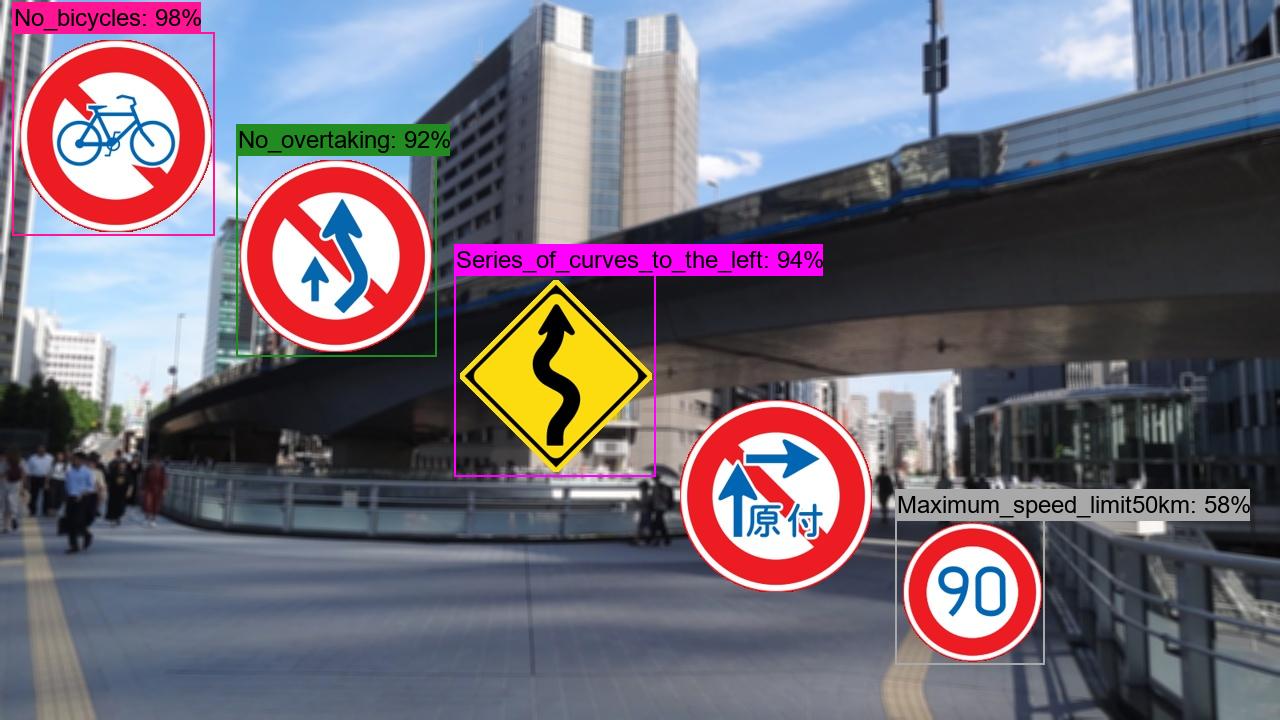 No_bicycles: 98%
No_overtaking: 92%
Series_of_curves_to_the_left: 94%
原付
Maximum_speed_limit50km: 58%
90